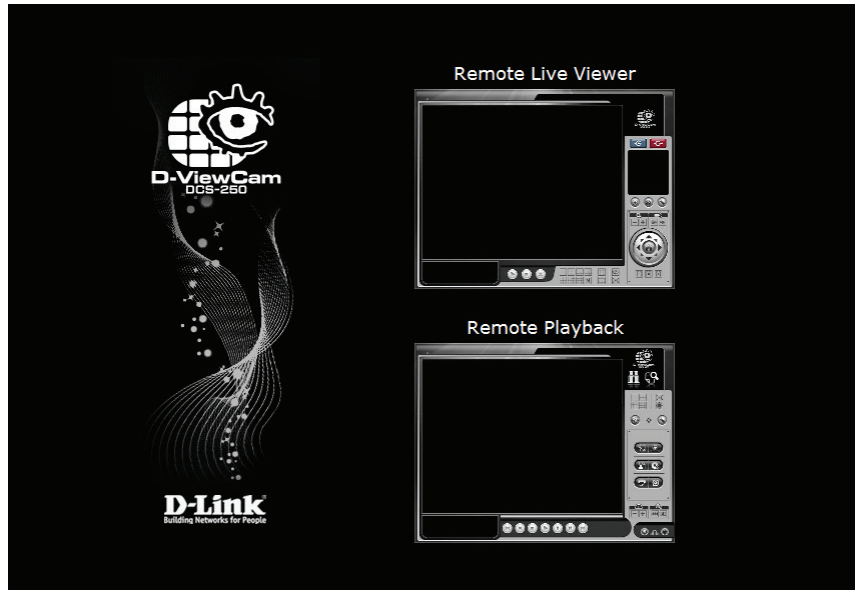 D-ViewCam
DCS-250
D-Link
Building Networks for People
Remote Live Viewer
Remote Playback